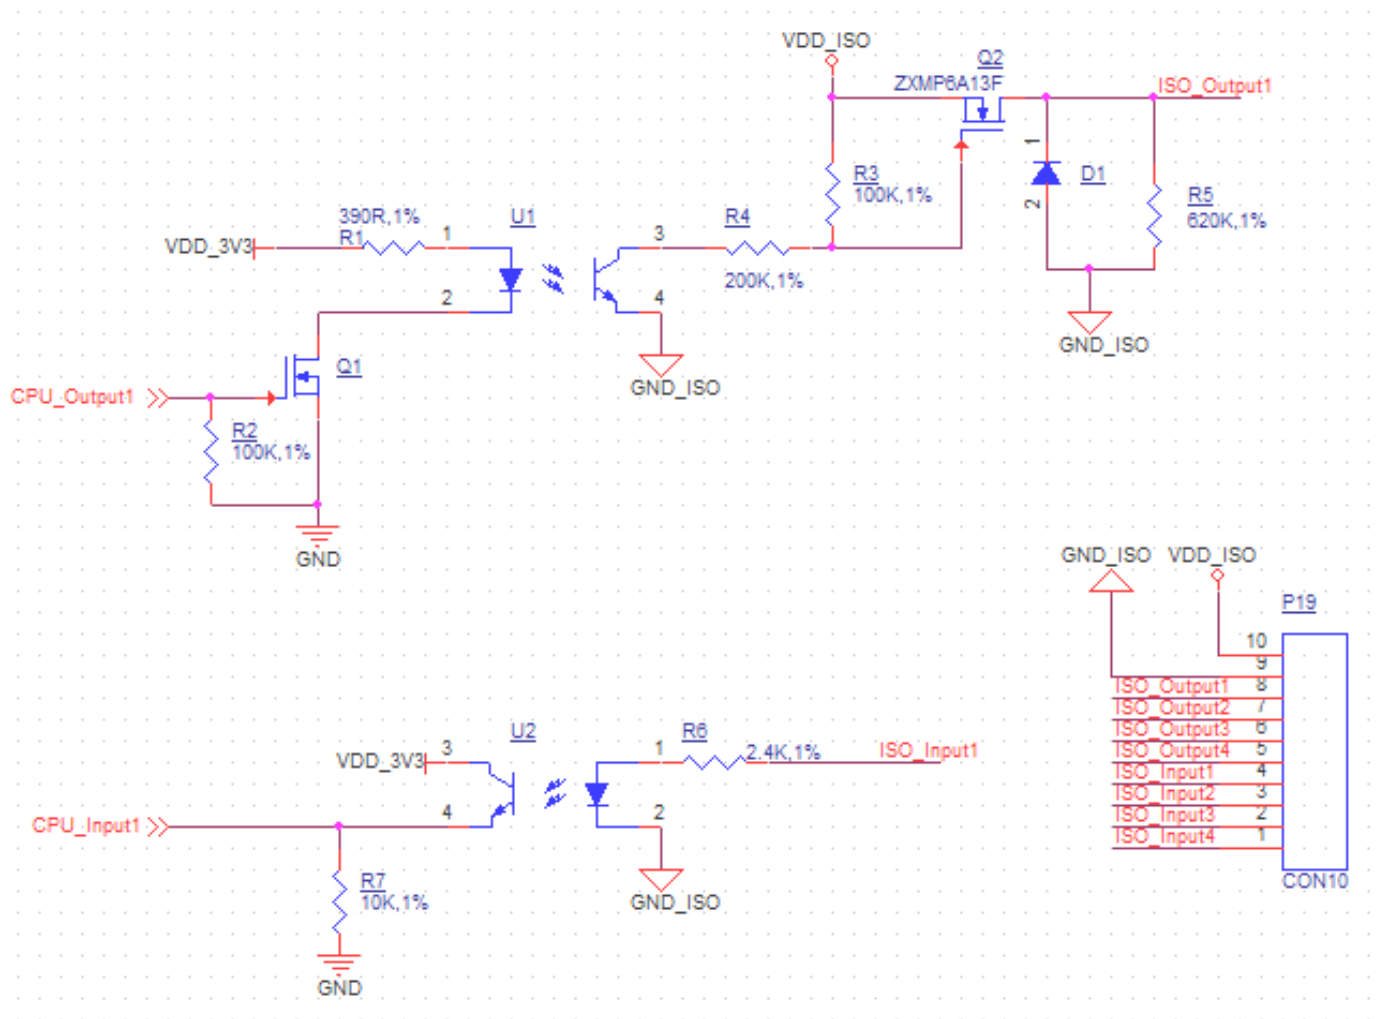 VDD_ISO
Q2
ZXMP6A13F
ISO_Output1
1
D1
2
R3
100K,1%
R5
620K,1%
390R,1%
R1
VDD_3V3
1
U1
3
R4
200K,1%
2
4
GND_ISO
GND_ISO
Q1
CPU_Output1
R2
100K,1%
GND
GND_ISO
VDD_ISO
P19
10
9
ISO_Output1 8
ISO_Output2 7
ISO_Output3 6
ISO_Output4 5
ISO_Input1 4
ISO_Input2 3
ISO_Input3 2
ISO_Input4 1
CON10
U2
3
VDD_3V3
1
R6
2.4K,1%
ISO_Input1
4
2
CPU_Input1
R7
10K,1%
GND_ISO
GND